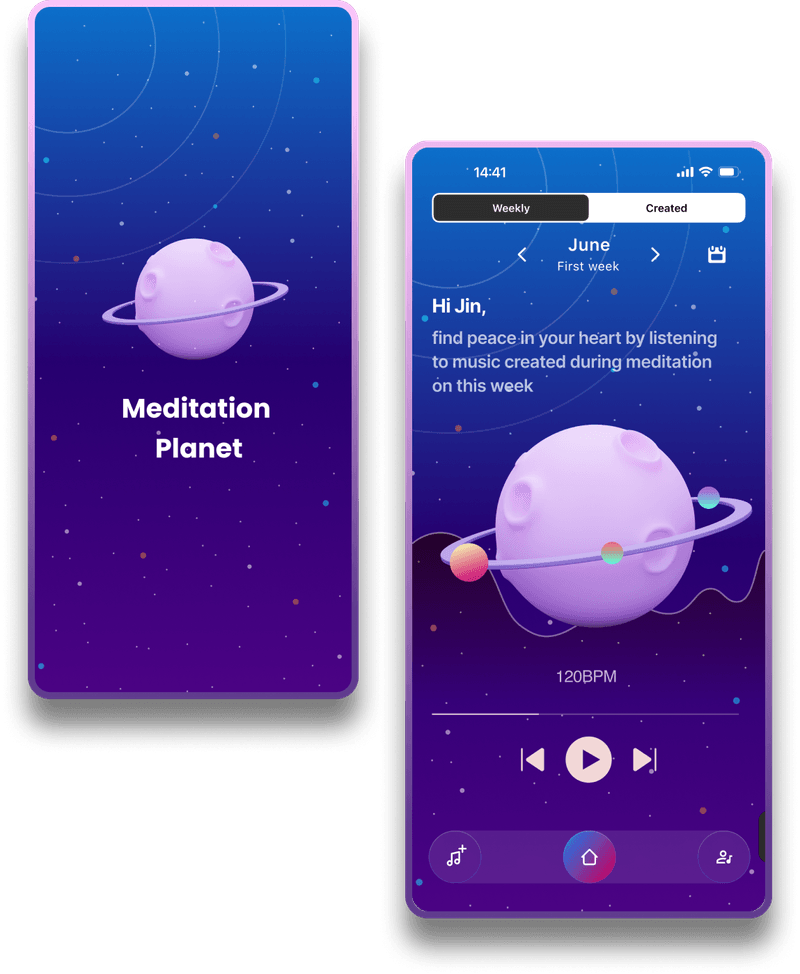 Meditation
Planet
14:41
Weekly
Created
June
First week
Hi Jin,
find peace in your heart by listening
to music created during meditation
on this week
120BPM